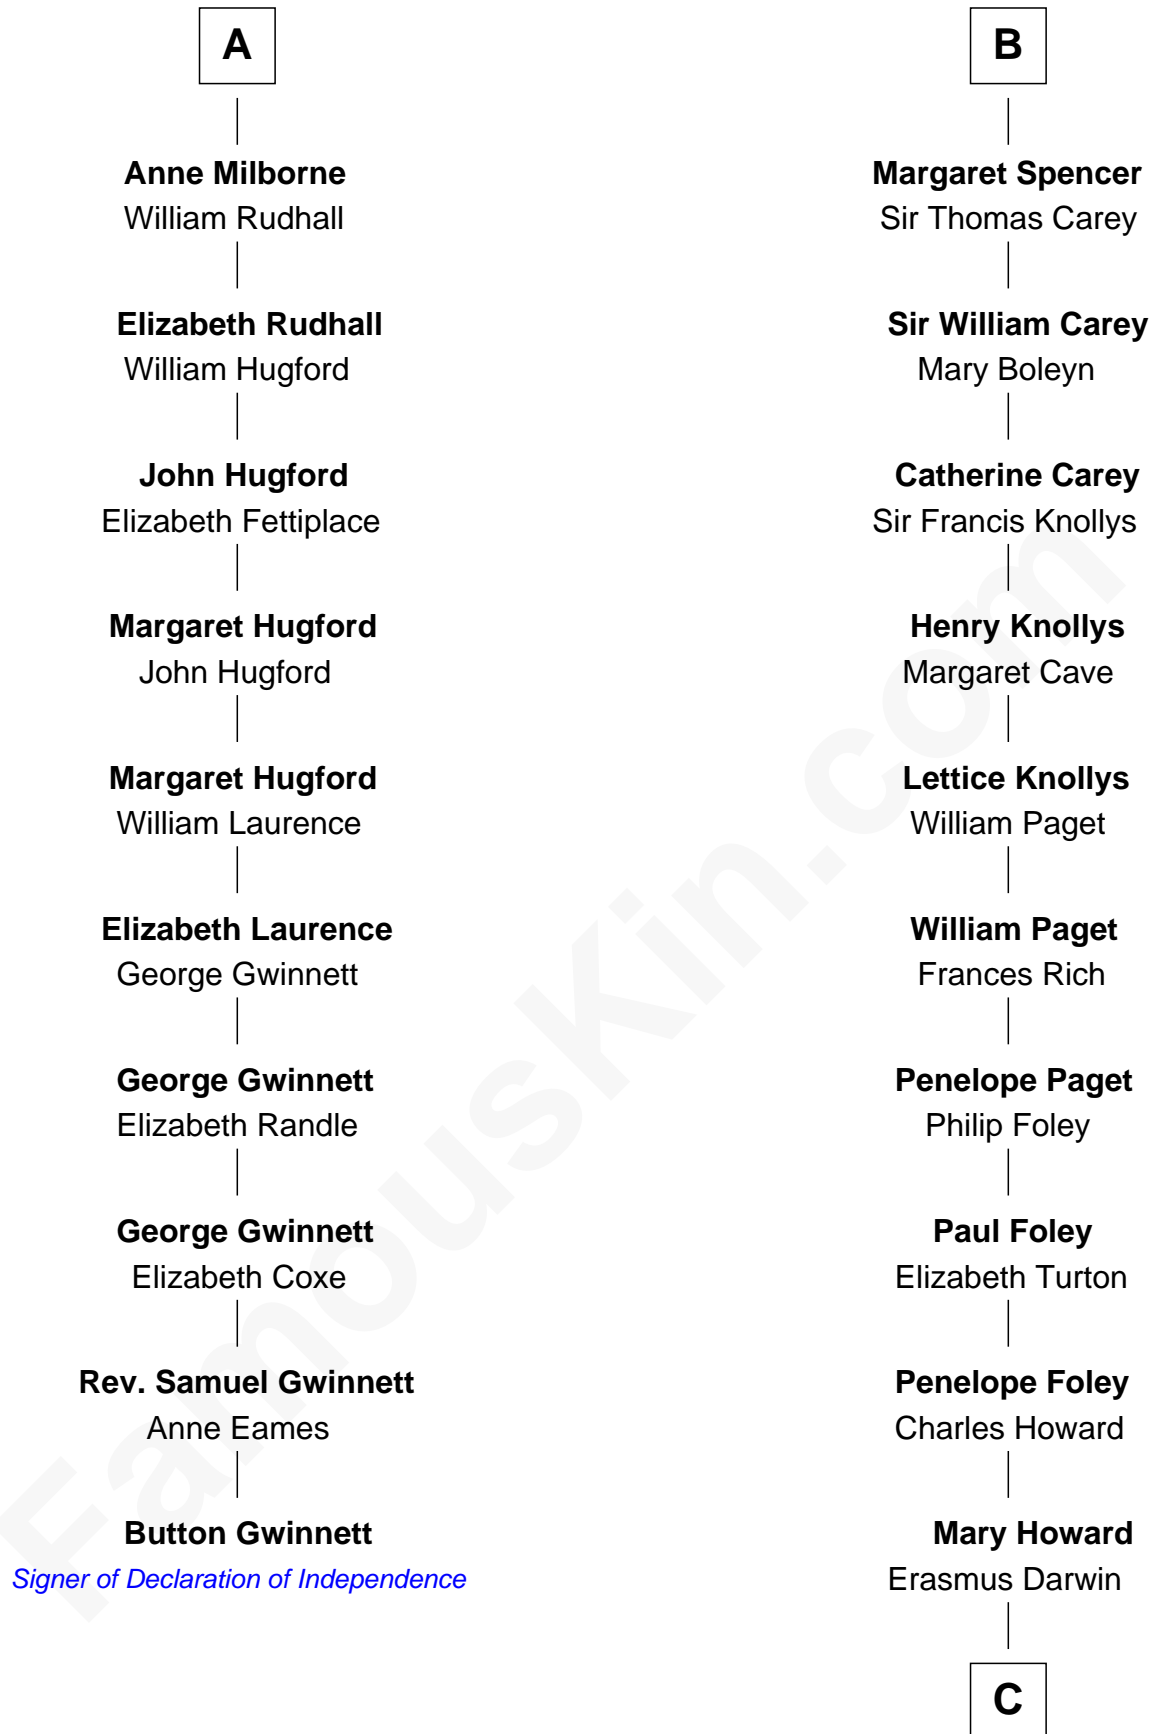 A
Anne Milborne
William Rudhall
Elizabeth Rudhall
William Hugford
John Hugford
Elizabeth Fettiplace
Margaret Hugford
John Hugford
Margaret Hugford
William Laurence
Elizabeth Laurence
George Gwinnett
George Gwinnett
Elizabeth Randle
George Gwinnett
Elizabeth Coxe
Rev. Samuel Gwinnett
Anne Eames
Button Gwinnett
Signer of Declaration of Independence
B
Margaret Spencer
Sir Thomas Carey
Sir William Carey
Mary Boleyn
Catherine Carey
Sir Francis Knollys
Henry Knollys
Margaret Cave
Lettice Knollys
William Paget
William Paget
Frances Rich
Penelope Paget
Philip Foley
Paul Foley
Elizabeth Turton
Penelope Foley
Charles Howard
Mary Howard
Erasmus Darwin
C
FamousKin.com